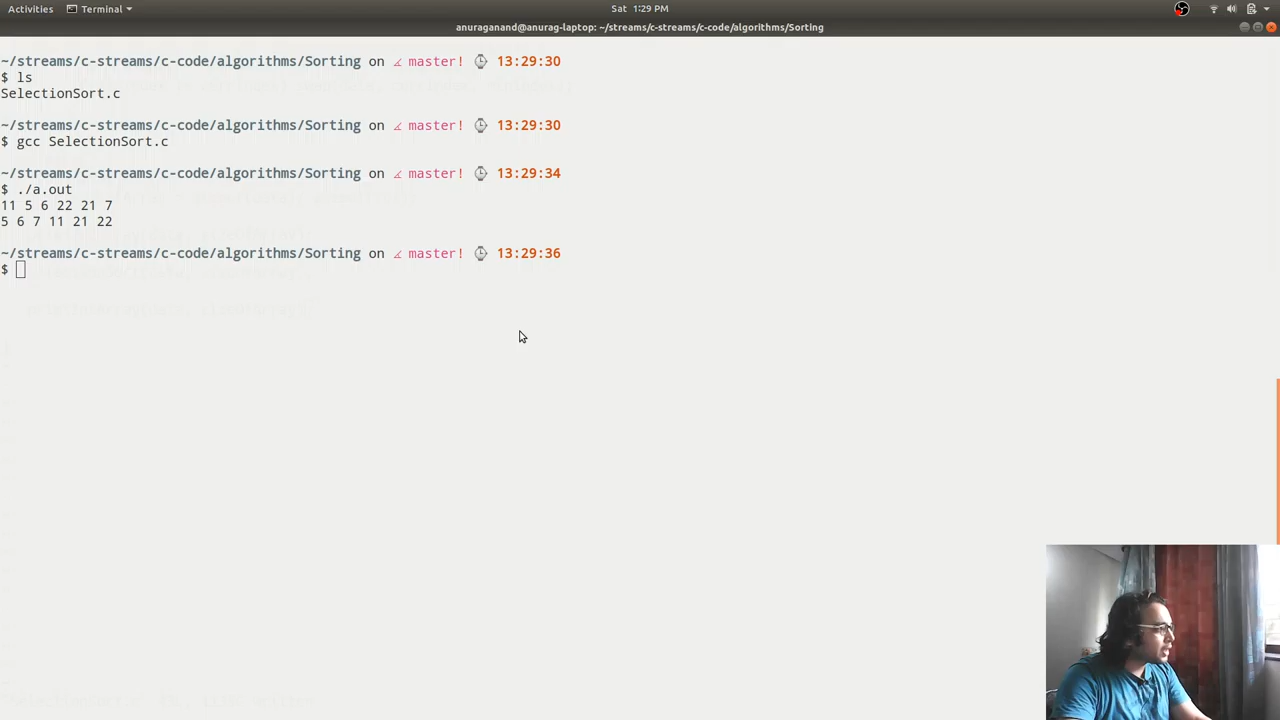 Activities Terminal Sat 1:29 PM
anuraganand@anurag-laptop: ~/streams/c-streams/c-code/algorithms/Sorting
~/streams/c-streams/c-code/algorithms/Sorting on master! 13:29:30
$ ls
SelectionSort.c
~/streams/c-streams/c-code/algorithms/Sorting on master! 13:29:30
$ gcc SelectionSort.c
~/streams/c-streams/c-code/algorithms/Sorting on master! 13:29:34
$ ./a.out
11 5 6 22 21 7
5 6 7 11 21 22
~/streams/c-streams/c-code/algorithms/Sorting on master! 13:29:36
$